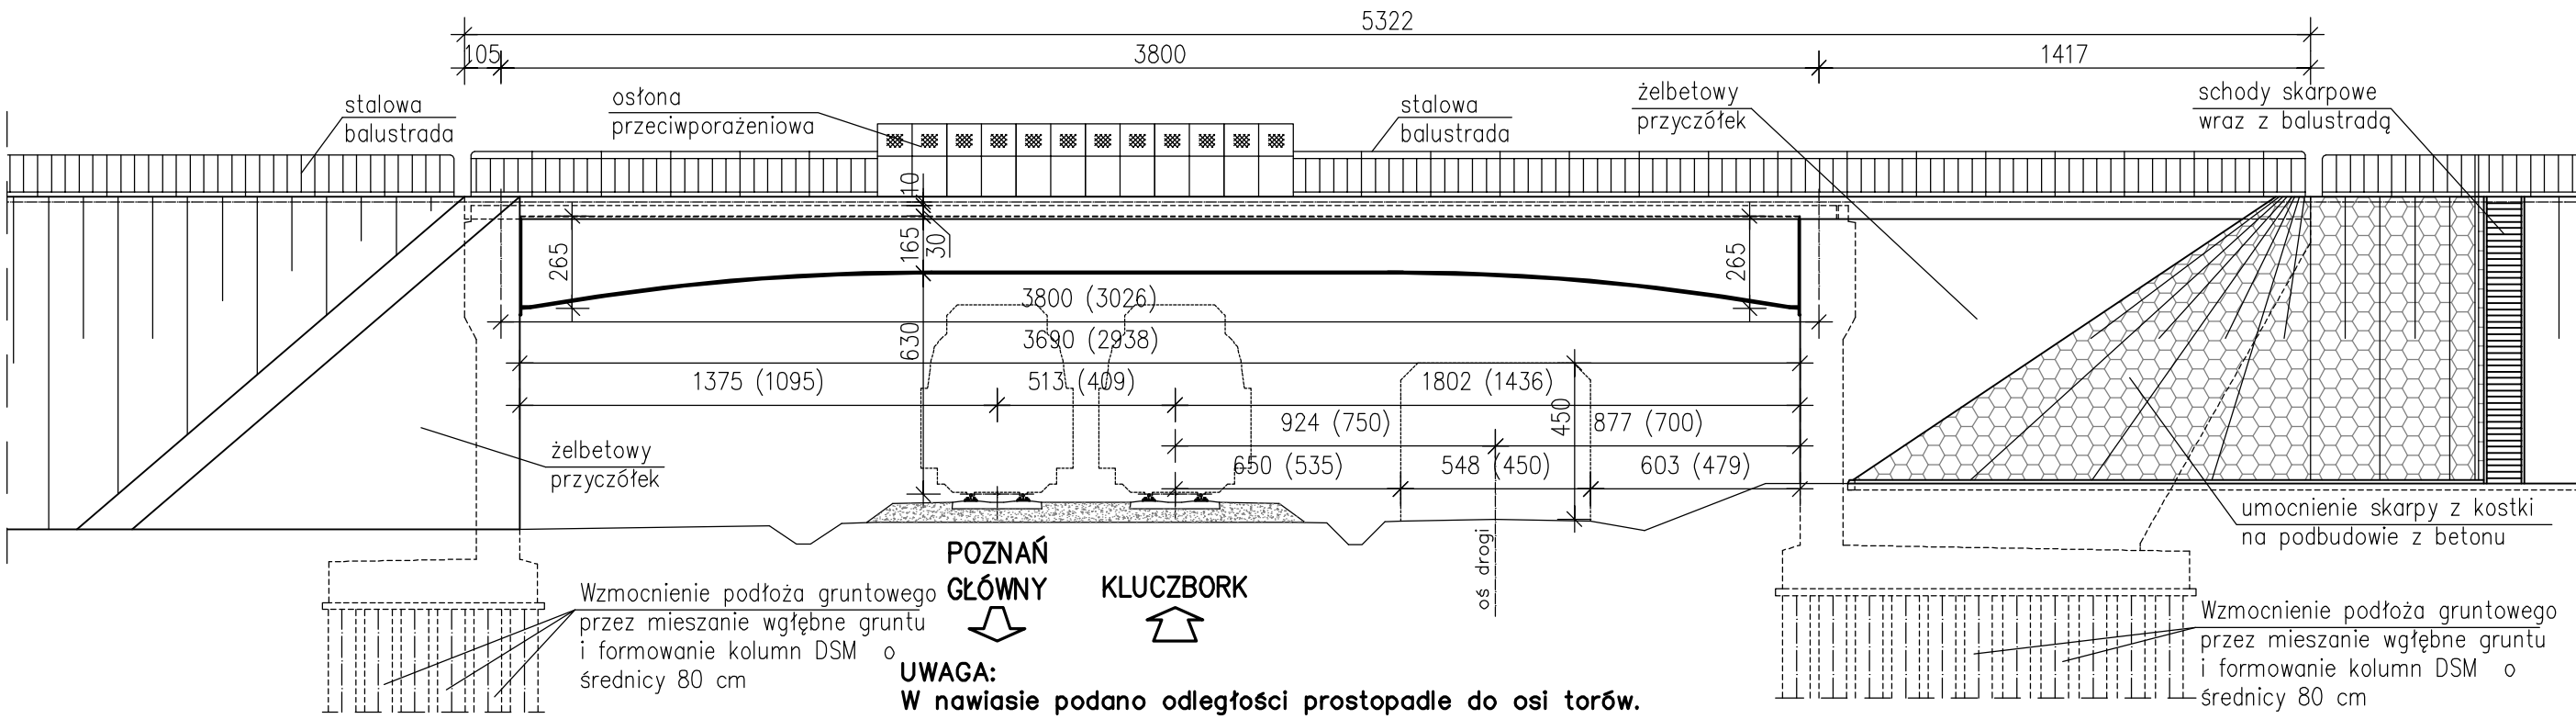 5322
105
3800
1417
stalowa
balustrada
osłona
przeciwporażeniowa
stalowa
balustrada
żelbetowy
przyczółek
schody skarpowe
wraz z balustradą
10
165
30
265
265
3800 (3026)
630
3690 (2938)
1375 (1095)
513 (409)
1802 (1436)
450
924 (750)
877 (700)
650 (535)
548 (450)
603 (479)
żelbetowy
przyczółek
umocnienie skarpy z kostki
na podbudowie z betonu
oś drogi
POZNAŃ
GŁÓWNY
KLUCZBORK
Wzmocnienie podłoża gruntowego
przez mieszanie wgłębne gruntu
i formowanie kolumn DSM o
średnicy 80 cm
Wzmocnienie podłoża gruntowego
przez mieszanie wgłębne gruntu
i formowanie kolumn DSM o
średnicy 80 cm
UWAGA:
W nawiasie podano odległości prostopadle do osi torów.